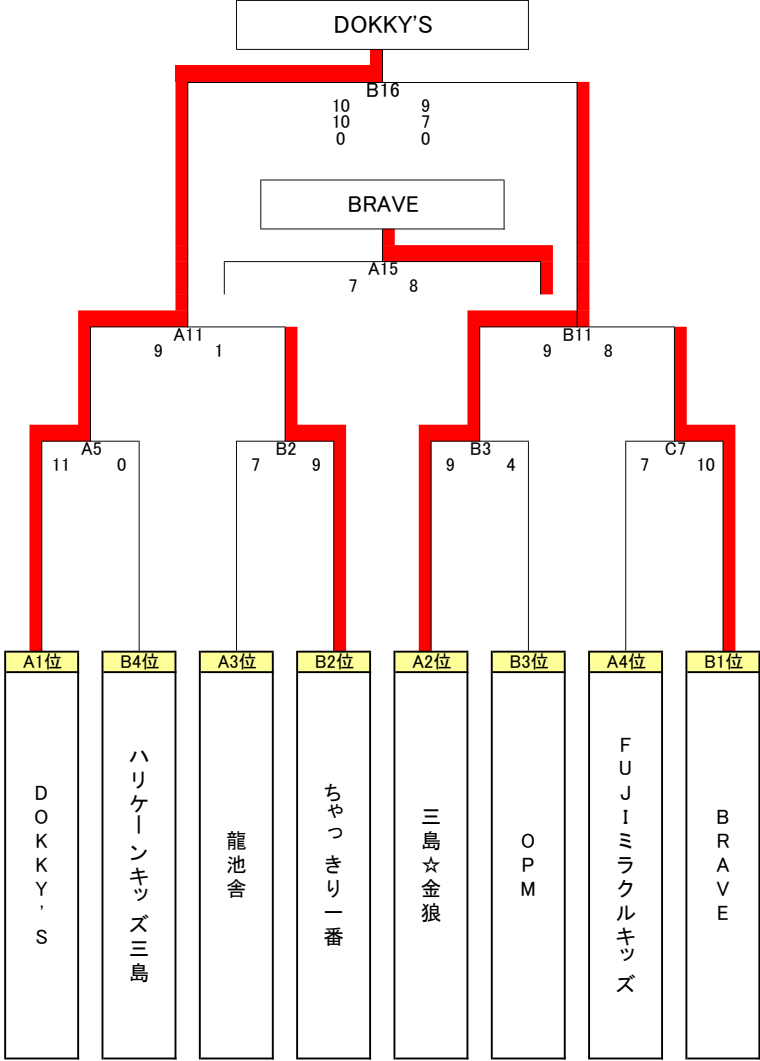 DOKKY'S
B16
10 9
10 7
0 0
BRAVE
A15
7 8
A11
9 1
B11
9 8
A5
11 0
B2
7 9
B3
9 4
C7
7 10
A1位
B4位
A3位
B2位
A2位
B3位
A4位
B1位
DOKKY'S
ハリケーンキッズ三島
龍池舎
ちゃっきり一番
三島☆金狼
OPM
FUJIミラクルキッズ
BRAVE